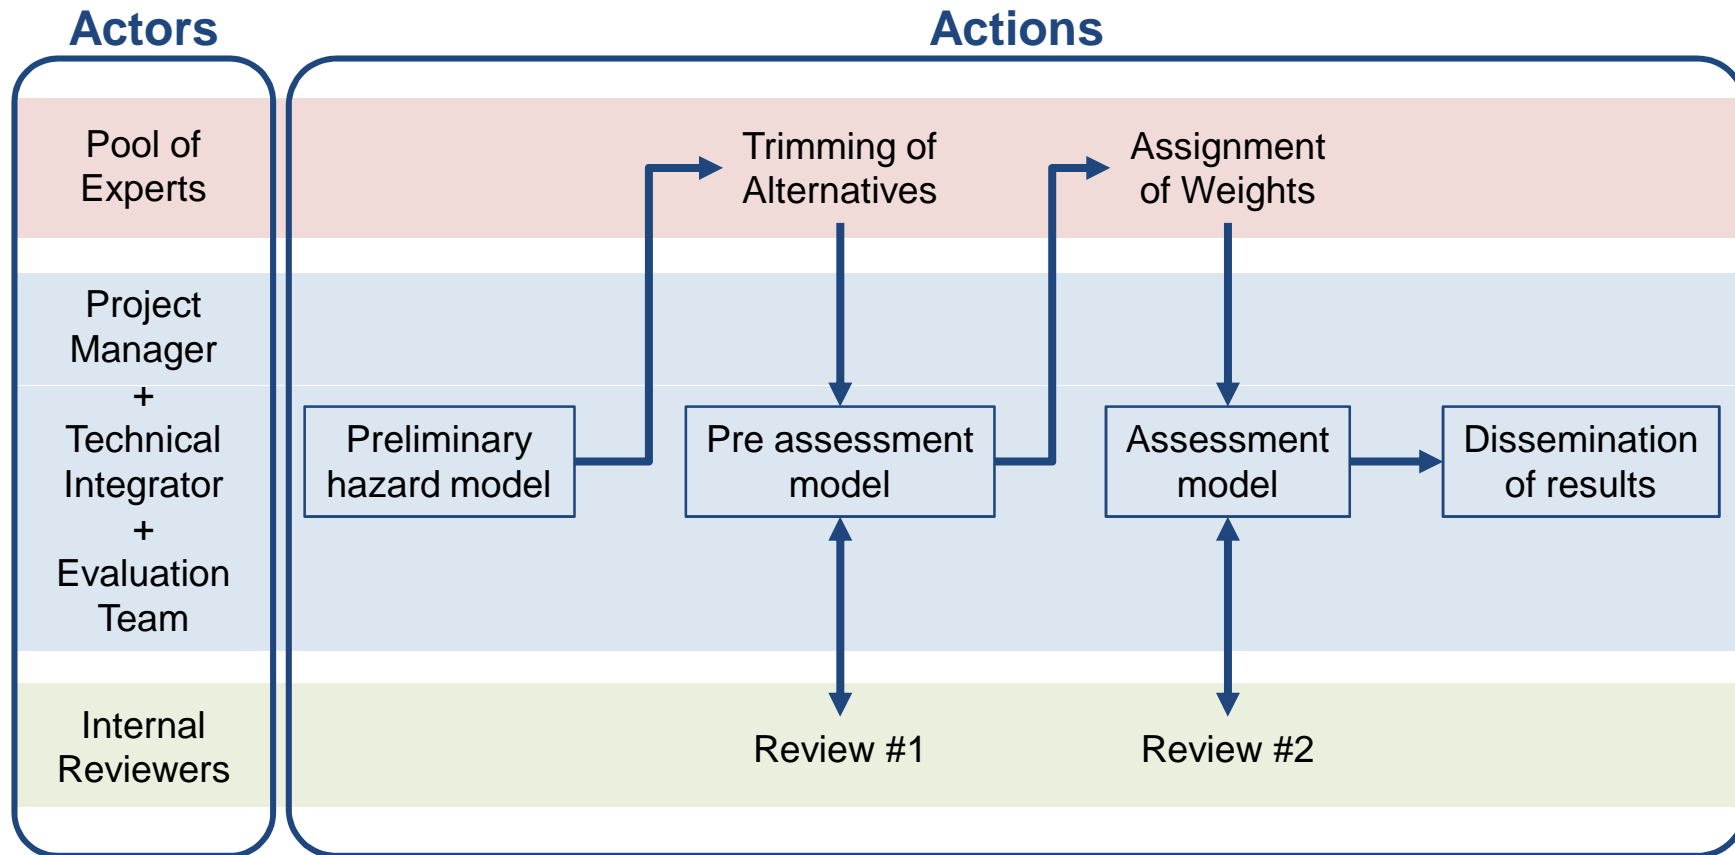 Actors
Actions
Pool of
Experts
Trimming of
Alternatives
Assignment
of Weights
Project
Manager
+
Technical
Integrator
+
Evaluation
Team
Preliminary
hazard model
Pre assessment
model
Assessment
model
Dissemination
of results
Internal
Reviewers
Review #1
Review #2